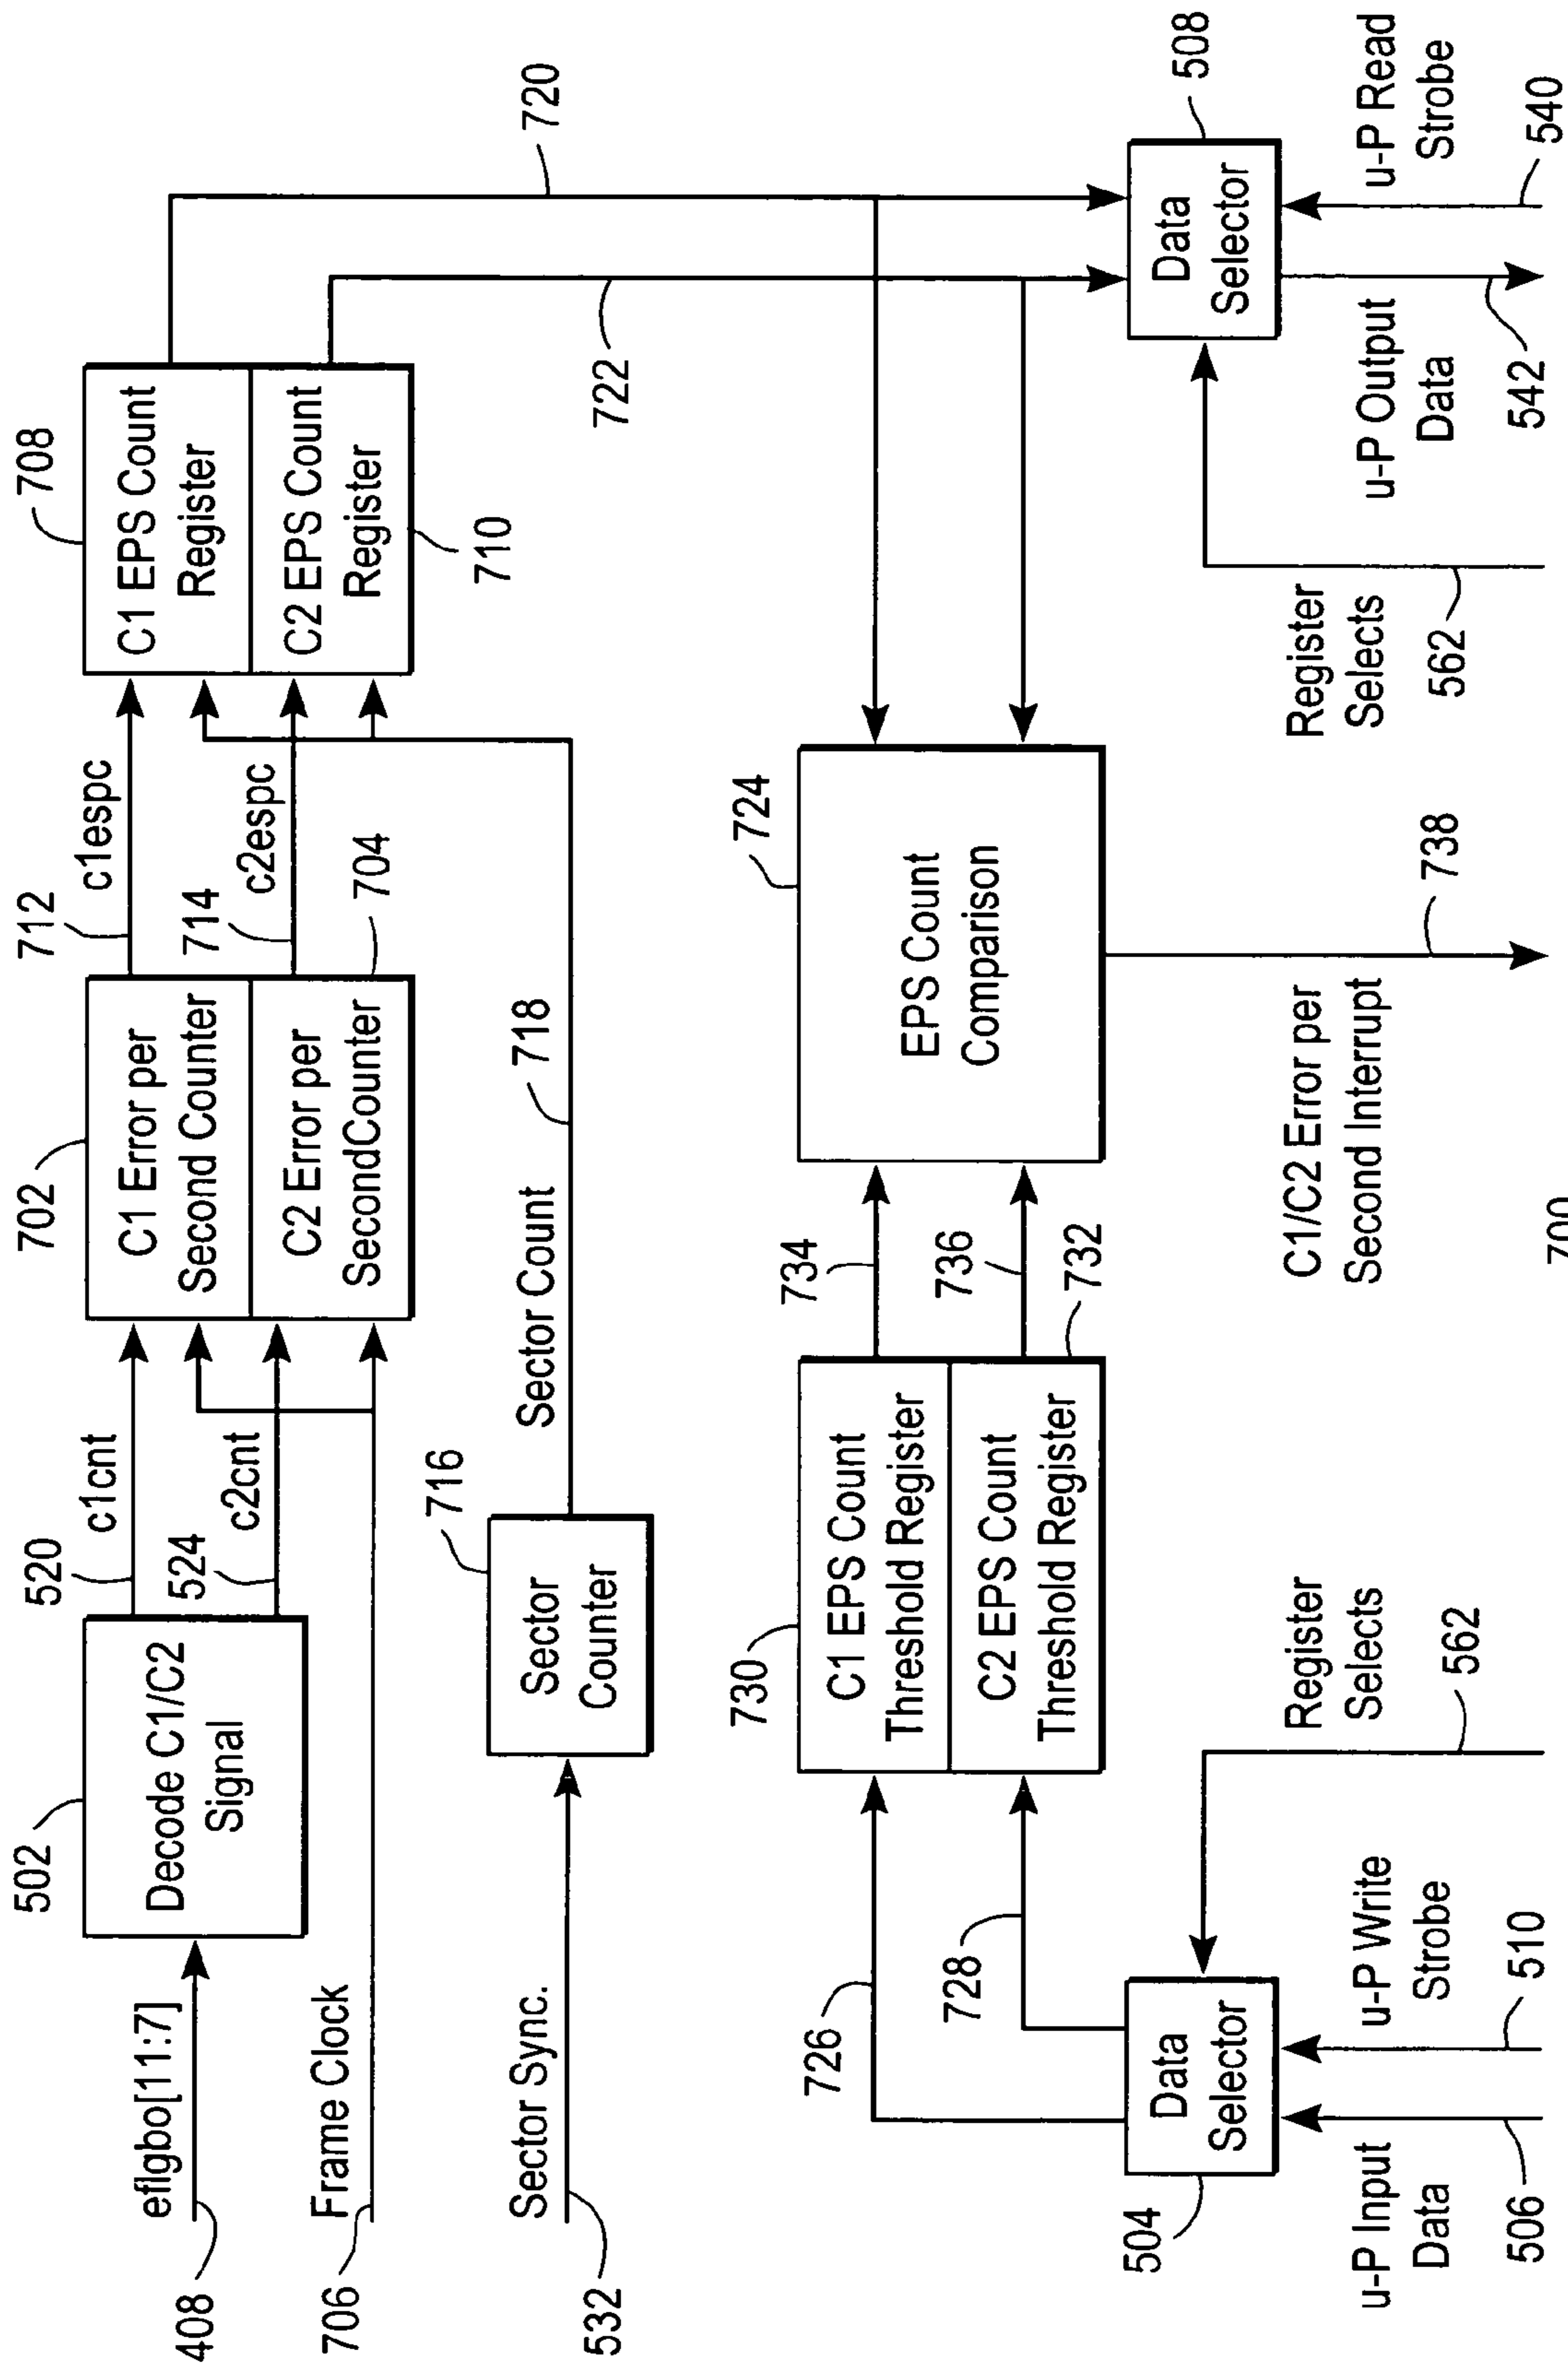 502
Decode C1/C2
Signal
eflgbo[11:7]
408
520
c1cnt
524
c2cnt
Frame Clock
706
702
C1 Error per
Second Counter
C2 Error per
SecondCounter
704
712
c1espc
714
c2espc
708
C1 EPS Count
Register
C2 EPS Count
Register
710
Sector Sync.
532
716
Sector
Counter
Sector Count
718
720
722
726
728
730
C1 EPS Count
Threshold Register
C2 EPS Count
Threshold Register
732
734
736
724
EPS Count
Comparison
504
Data
Selector
u-P Input
Data
506
u-P Write
Strobe
510
Register
Selects
562
C1/C2 Error per
Second Interrupt
738
Register
Selects
562
Data
Selector
508
u-P Output
Data
542
u-P Read
Strobe
540
700